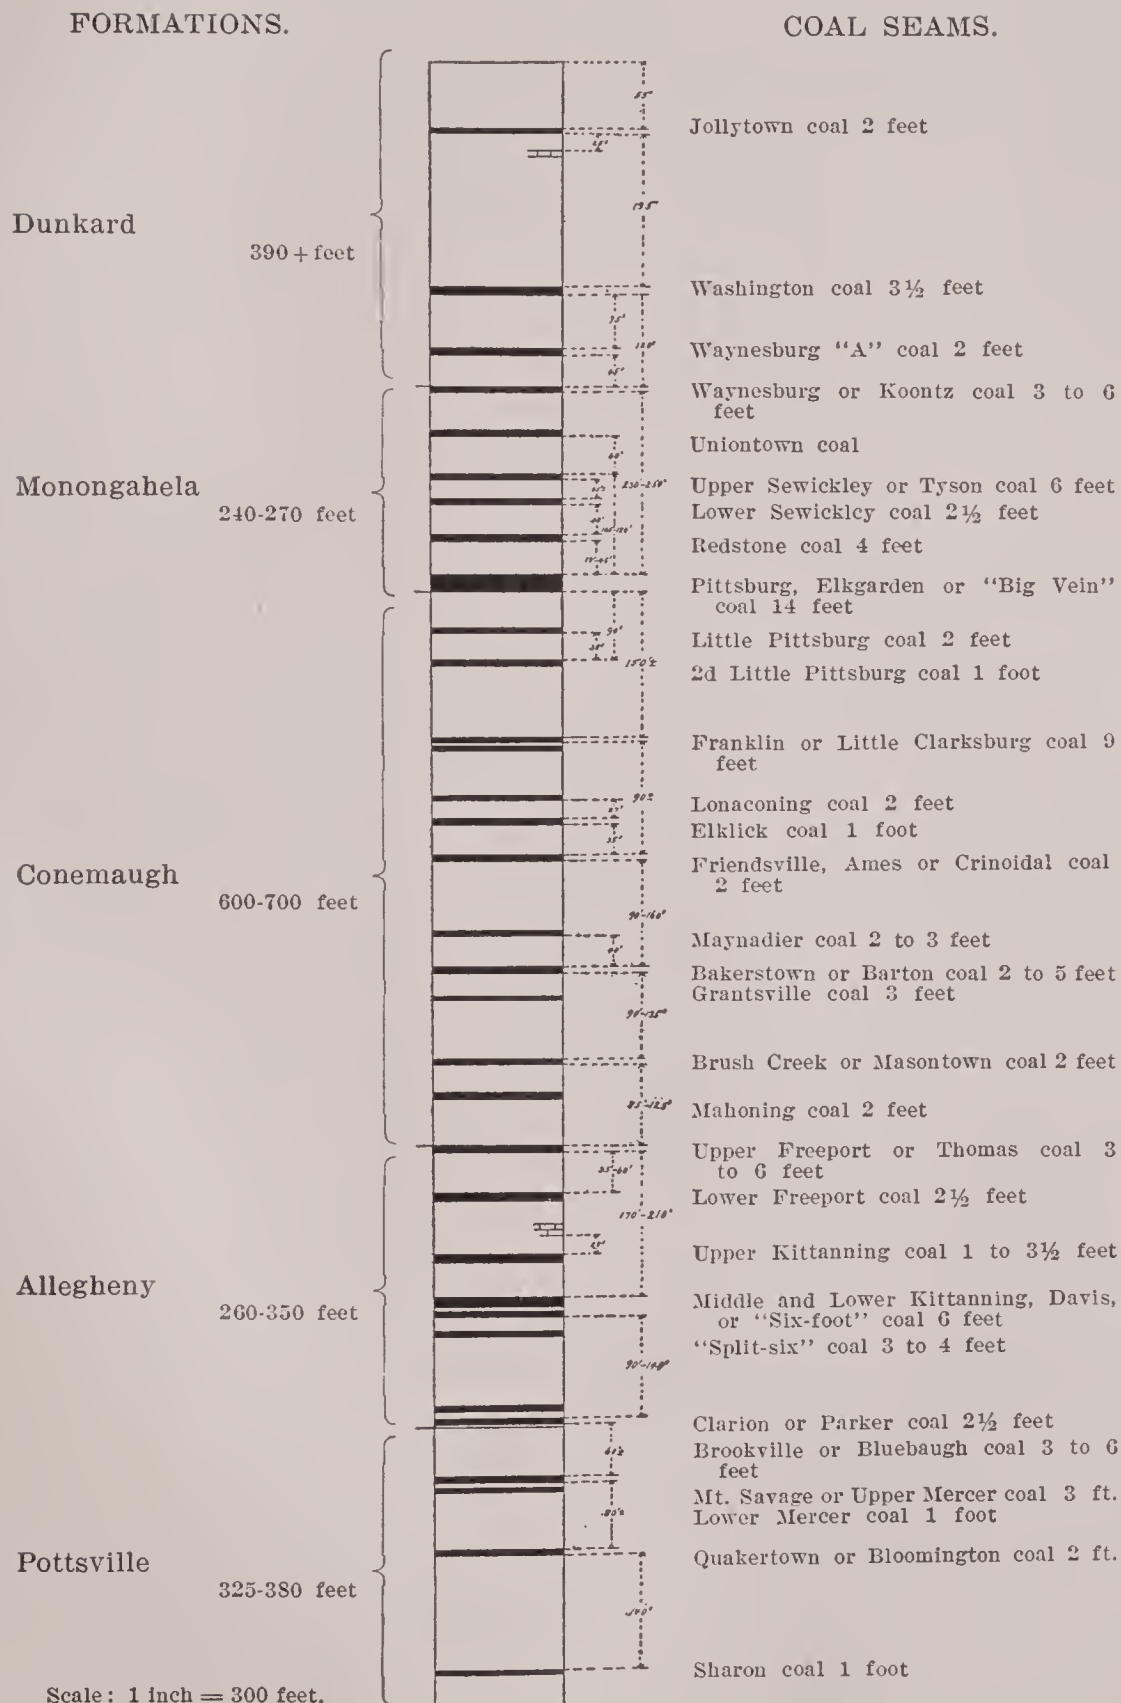 FORMATIONS.
COAL SEAMS.
Jollytown coal 2 feet
Dunkard
390+feet
Washington coal 3½ feet
Waynesburg "A" coal 2 feet
Waynesburg or Koontz coal 3 to 6
feet
Uniontown coal
Monongahela
240-270 feet
Upper Sewickley or Tyson coal 6 feet
Lower Sewickley coal 2½ feet
Redstone coal 4 feet
Pittsburg, Elkgarden or "Big Vein"
coal 14 feet
Little Pittsburg coal 2 feet
2d Little Pittsburg coal 1 foot
Franklin or Little Clarksburg coal 9
feet
Lonaconing coal 2 feet
Elklick coal 1 foot
Conemaugh
600-700 feet
Friendsville, Ames or Crinoidal coal
2 feet
Maynadier coal 2 to 3 feet
Bakerstown or Barton coal 2 to 5 feet
Grantsville coal 3 feet
Brush Creek or Masontown coal 2 feet
Mahoning coal 2 feet
Upper Freeport or Thomas coal 3
to 6 feet
Lower Freeport coal 2½ feet
Upper Kittanning coal 1 to 3½ feet
Allegheny
260-350 feet
Middle and Lower Kittanning, Davis,
or "Six-foot" coal 6 feet
"Split-six" coal 3 to 4 feet
Clarion or Parker coal 2½ feet
Brookville or Bluebaugh coal 3 to 6
feet
Mt. Savage or Upper Mercer coal 3 ft.
Lower Mercer coal 1 foot
Pottsville
325-380 feet
Quakertown or Bloomington coal 2 ft.
Sharon coal 1 foot
Scale: 1 inch = 300 feet.